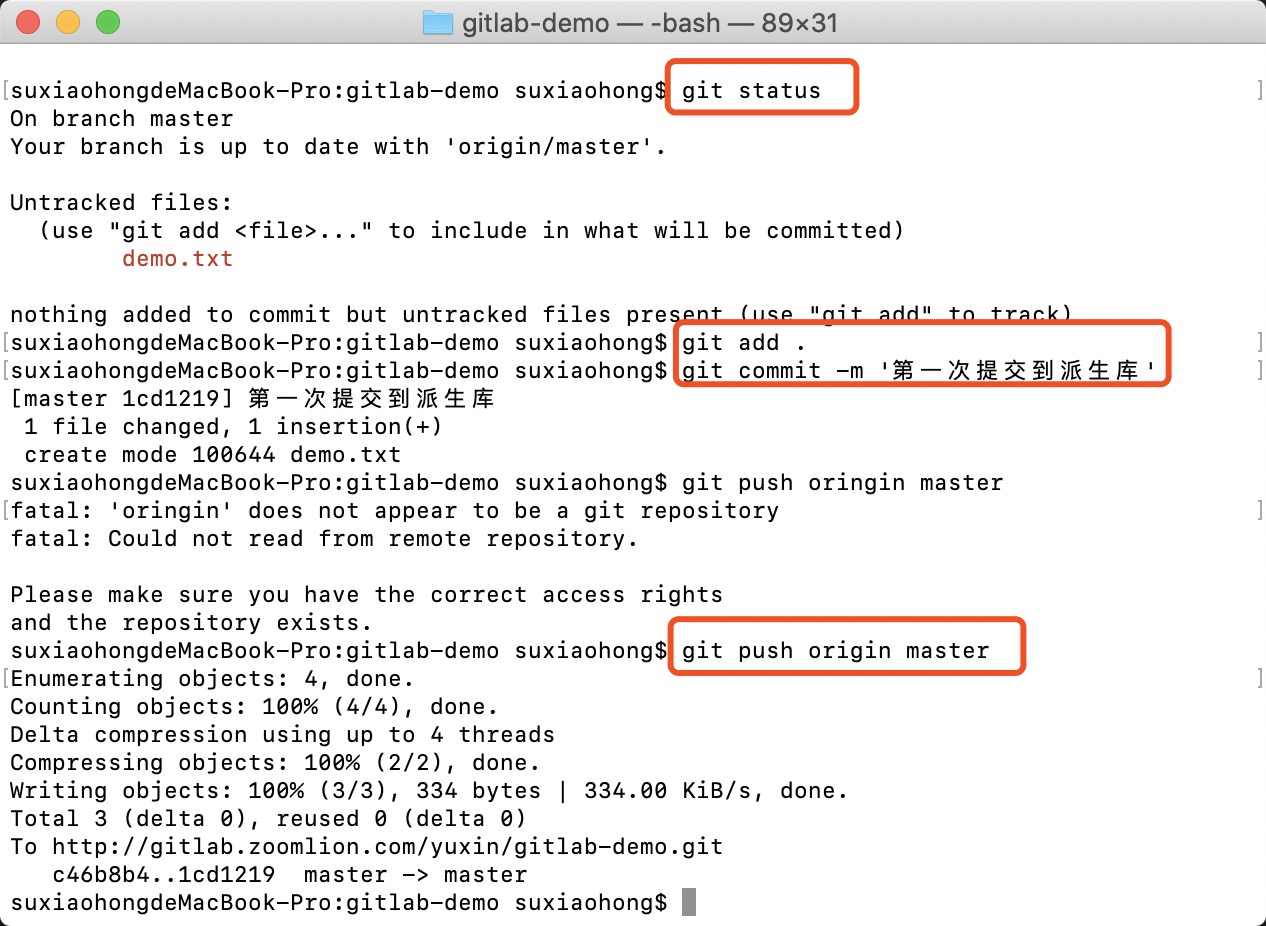 gitlab-demo — -bash — 89×31
[suxiaohongdeMacBook-Pro:gitlab-demo suxiaohong$ git status ]
On branch master
Your branch is up to date with 'origin/master'.
Untracked files:
(use "git add <file>..." to include in what will be committed)
demo.txt
nothing added to commit but untracked files present (use "git add" to track)
[suxiaohongdeMacBook-Pro:gitlab-demo suxiaohong$ git add . ]
[suxiaohongdeMacBook-Pro:gitlab-demo suxiaohong$ git commit -m '第一次提交到派生库' ]
[master 1cd1219] 第一次提交到派生库
1 file changed, 1 insertion(+)
create mode 100644 demo.txt
suxiaohongdeMacBook-Pro:gitlab-demo suxiaohong$ git push oringin master
[fatal: 'oringin' does not appear to be a git repository ]
fatal: Could not read from remote repository.
Please make sure you have the correct access rights
and the repository exists.
suxiaohongdeMacBook-Pro:gitlab-demo suxiaohong$ git push origin master
[Enumerating objects: 4, done. ]
Counting objects: 100% (4/4), done.
Delta compression using up to 4 threads
Compressing objects: 100% (2/2), done.
Writing objects: 100% (3/3), 334 bytes | 334.00 KiB/s, done.
Total 3 (delta 0), reused 0 (delta 0)
To http://gitlab.zoomlion.com/yuxin/gitlab-demo.git
c46b8b4..1cd1219  master -> master
suxiaohongdeMacBook-Pro:gitlab-demo suxiaohong$